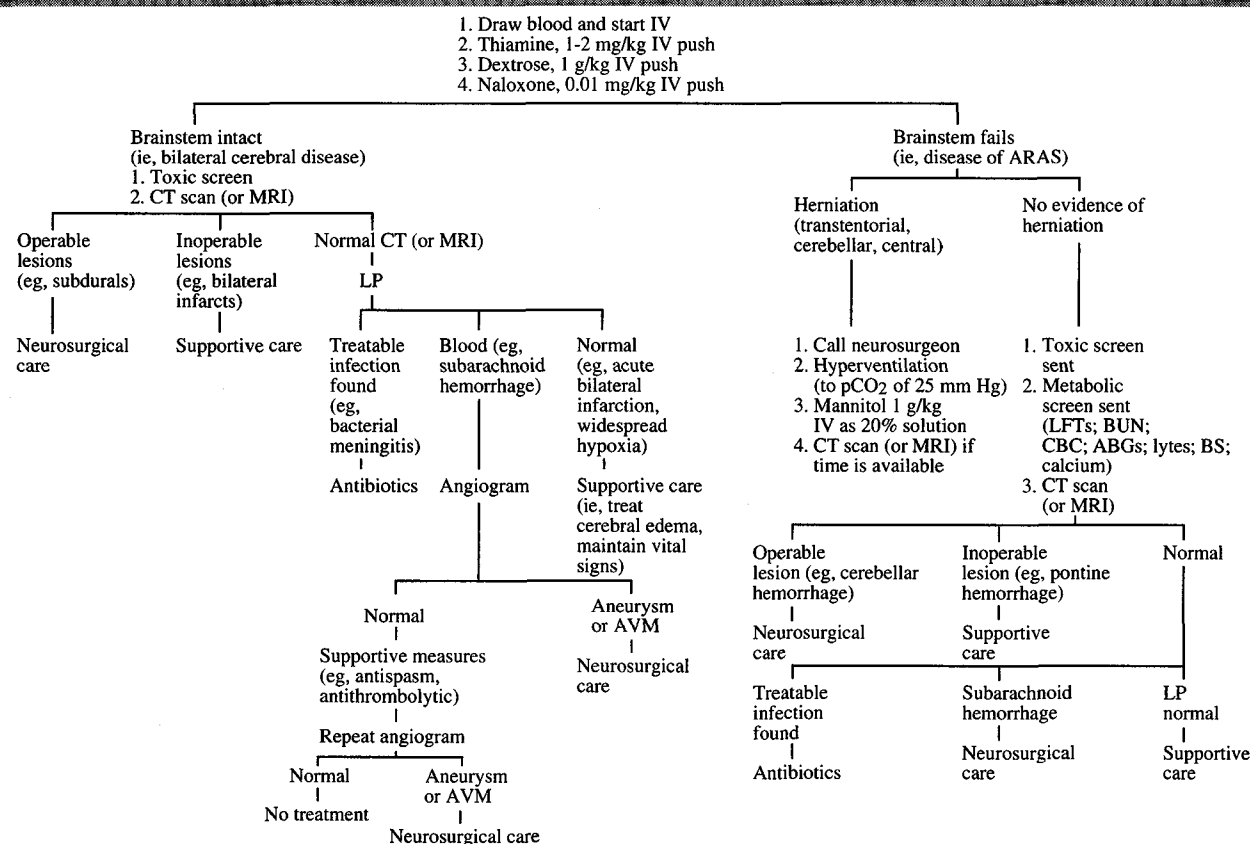 1. Draw blood and start IV
2. Thiamine, 1-2 mg/kg IV push
3. Dextrose, 1 g/kg IV push
4. Naloxone, 0.01 mg/kg IV push
Brainstem intact
(ie, bilateral cerebral disease)
1. Toxic screen
2. CT scan (or MRI)
Operable
lesions
(eg, subdurals)
Neurosurgical
care
Inoperable
lesions
(eg, bilateral
infarcts)
Supportive care
Normal CT (or MRI)
LP
Treatable
infection
found
(eg,
bacterial
meningitis)
Antibiotics
Blood (eg,
subarachnoid
hemorrhage)
Angiogram
Normal
(eg, acute
bilateral
infarction,
widespread
hypoxia)
Supportive care
(ie, treat
cerebral edema,
maintain vital
signs)
Normal
Supportive measures
(eg, antispasm,
antithrombolytic)
Repeat angiogram
Normal
No treatment
Aneurysm
or AVM
Neurosurgical care
Aneurysm
or AVM
Neurosurgical
care
Brainstem fails
(ie, disease of ARAS)
Herniation
(transtentorial,
cerebellar, central)
1. Call neurosurgeon
2. Hyperventilation
(to pCO2 of 25 mm Hg)
3. Mannitol 1 g/kg
IV as 20% solution
4. CT scan (or MRI) if
time is available
No evidence of
herniation
1. Toxic screen
sent
2. Metabolic
screen sent
(LFTs; BUN;
CBC; ABGs; lytes; BS;
calcium)
3. CT scan
(or MRI)
Operable
lesion (eg, cerebellar
hemorrhage)
Neurosurgical
care
Inoperable
lesion (eg, pontine
hemorrhage)
Supportive
care
Normal
Treatable
infection
found
Antibiotics
Subarachnoid
hemorrhage
Neurosurgical
care
LP
normal
Supportive
care